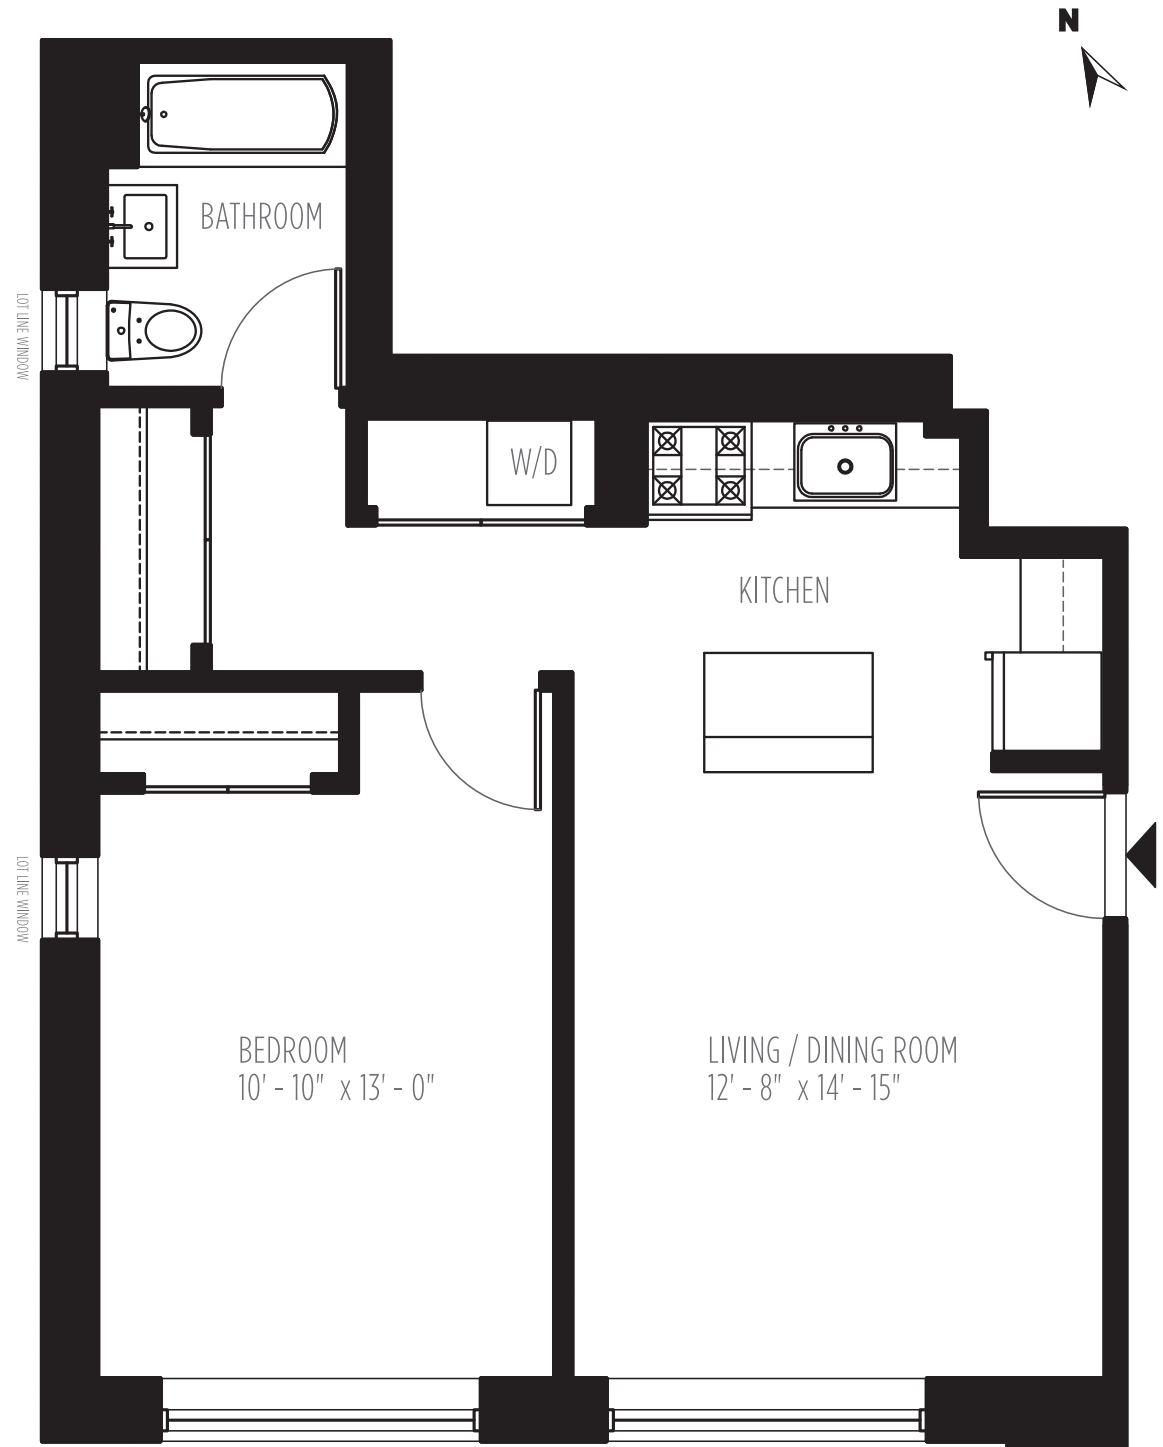 N
BATHROOM
LOT LINE WINDOW
W/D
KITCHEN
LOT LINE WINDOW
BEDROOM
10' - 10" x 13' - 0"
LIVING / DINING ROOM
12' - 8" x 14' - 15"